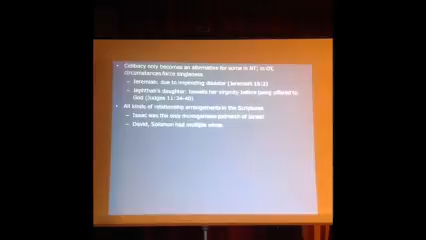 • Celibacy only becomes an alternative for some in NT; in OT,
circumstances force singleness
– Jeremiah: due to impending disaster (Jeremiah 16:2)
– Jephthah's daughter: bewails her virginity before being offered to
God (Judges 11:34-40)
• All kinds of relationship arrangements in the Scriptures
– Isaac was the only monogamous patriarch of Israel!
– David, Solomon had multiple wives